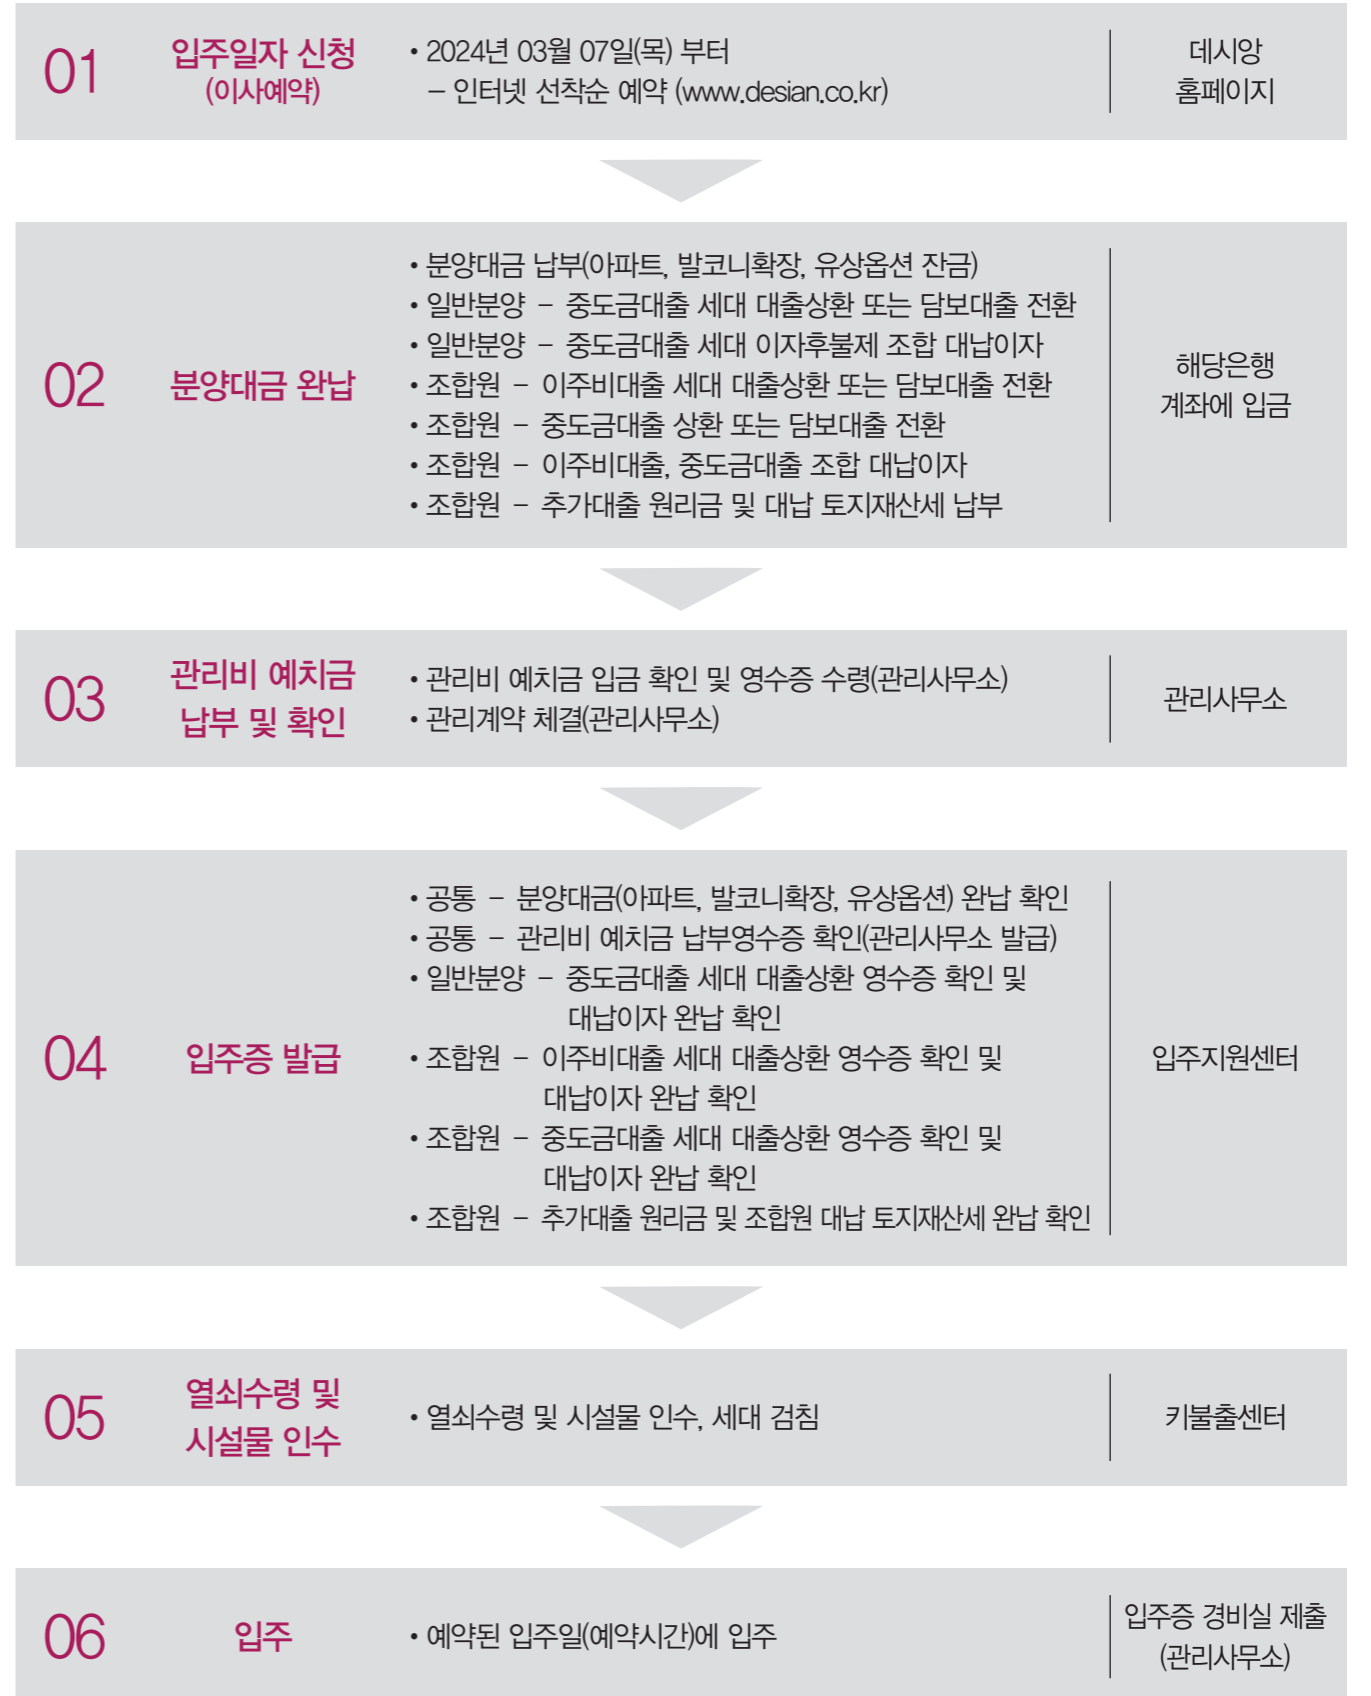 01
입주일자 신청
(이사예약)
• 2024년 03월 07일(목) 부터
- 인터넷 선착순 예약 (www.desian.co.kr)
데시앙
홈페이지
02
분양대금 완납
• 분양대금 납부(아파트, 발코니확장, 유상옵션 잔금)
• 일반분양 - 중도금대출 세대 대출상환 또는 담보대출 전환
• 일반분양 - 중도금대출 세대 이자후불제 조합 대납이자
• 조합원 - 이주비대출 세대 대출상환 또는 담보대출 전환
• 조합원 - 중도금대출 상환 또는 담보대출 전환
• 조합원 - 이주비대출, 중도금대출 조합 대납이자
• 조합원 - 추가대출 원리금 및 대납 토지재산세 납부
해당은행
계좌에 입금
03
관리비 예치금
납부 및 확인
• 관리비 예치금 입금 확인 및 영수증 수령(관리사무소)
• 관리계약 체결(관리사무소)
관리사무소
04
입주증 발급
• 공통 - 분양대금(아파트, 발코니확장, 유상옵션) 완납 확인
• 공통 - 관리비 예치금 납부영수증 확인(관리사무소 발급)
• 일반분양 - 중도금대출 세대 대출상환 영수증 확인 및
대납이자 완납 확인
• 조합원 - 이주비대출 세대 대출상환 영수증 확인 및
대납이자 완납 확인
• 조합원 - 중도금대출 세대 대출상환 영수증 확인 및
대납이자 완납 확인
• 조합원 - 추가대출 원리금 및 조합원 대납 토지재산세 완납 확인
입주지원센터
05
열쇠수령 및
시설물 인수
• 열쇠수령 및 시설물 인수, 세대 검침
키불출센터
06
입주
• 예약된 입주일(예약시간)에 입주
입주증 경비실 제출
(관리사무소)